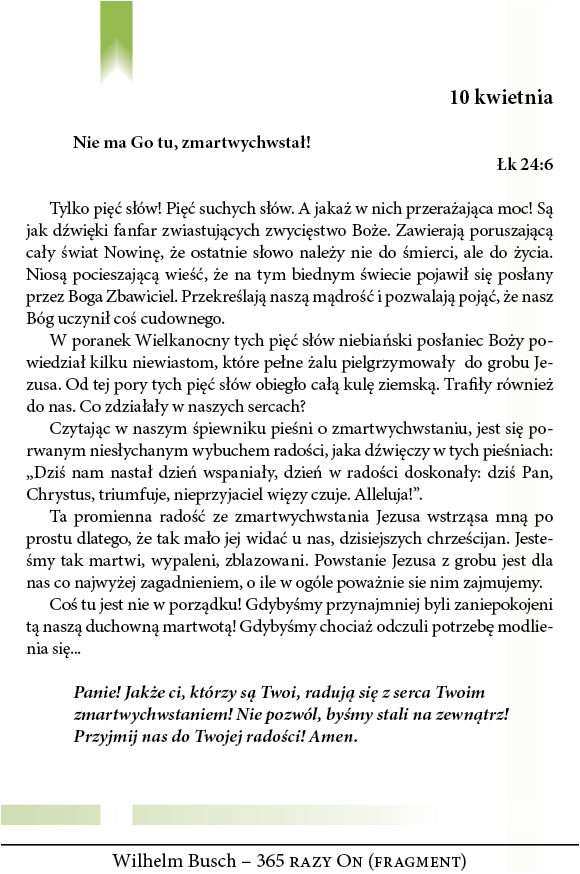 10 kwietnia
Nie ma Go tu, zmartwychwstał!
Łk 24:6
Tylko pięć słów! Pięć suchych słów. A jakaż w nich przerażająca moc! Są
jak dźwięki fanfar zwiastujących zwycięstwo Boże. Zawierają poruszającą
cały świat Nowinę, że ostatnie słowo należy nie do śmierci, ale do życia.
Niosą pocieszającą wieść, że na tym biednym świecie pojawił się posłany
przez Boga Zbawiciel. Przekreślają naszą mądrość i pozwalają pojąć, że nasz
Bóg uczynił coś cudownego.
W poranek Wielkanocny tych pięć słów niebiański posłaniec Boży po-
wiedział kilku niewiastom, które pełne żalu pielgrzymowały do grobu Je-
zusa. Od tej pory tych pięć słów obiegło całą kulę ziemską. Trafiły również
do nas. Co zdziałały w naszych sercach?
Czytając w naszym śpiewniku pieśni o zmartwychwstaniu, jest się po-
rwanym niesłychanym wybuchem radości, jaka dźwięczy w tych pieśniach:
„Dziś nam nastał dzień wspaniały, dzień w radości doskonały: dziś Pan,
Chrystus, triumfuje, nieprzyjaciel więzy czuje. Alleluja!”.
Ta promienna radość ze zmartwychwstania Jezusa wstrząsa mną po
prostu dlatego, że tak mało jej widać u nas, dzisiejszych chrześcijan. Jeste-
śmy tak martwi, wypaleni, zblazowani. Powstanie Jezusa z grobu jest dla
nas co najwyżej zagadnieniem, o ile w ogóle poważnie sie nim zajmujemy.
Coś tu jest nie w porządku! Gdybyśmy przynajmniej byli zaniepokojeni
tą naszą duchowną martwotą! Gdybyśmy chociaż odczuli potrzebę modlie-
nia się...
Panie! Jakże ci, którzy są Twoi, radują się z serca Twoim
zmartwychwstaniem! Nie pozwól, byśmy stali na zewnątrz!
Przyjmij nas do Twojej radości! Amen.
Wilhelm Busch – 365 RAZY ON (FRAGMENT)